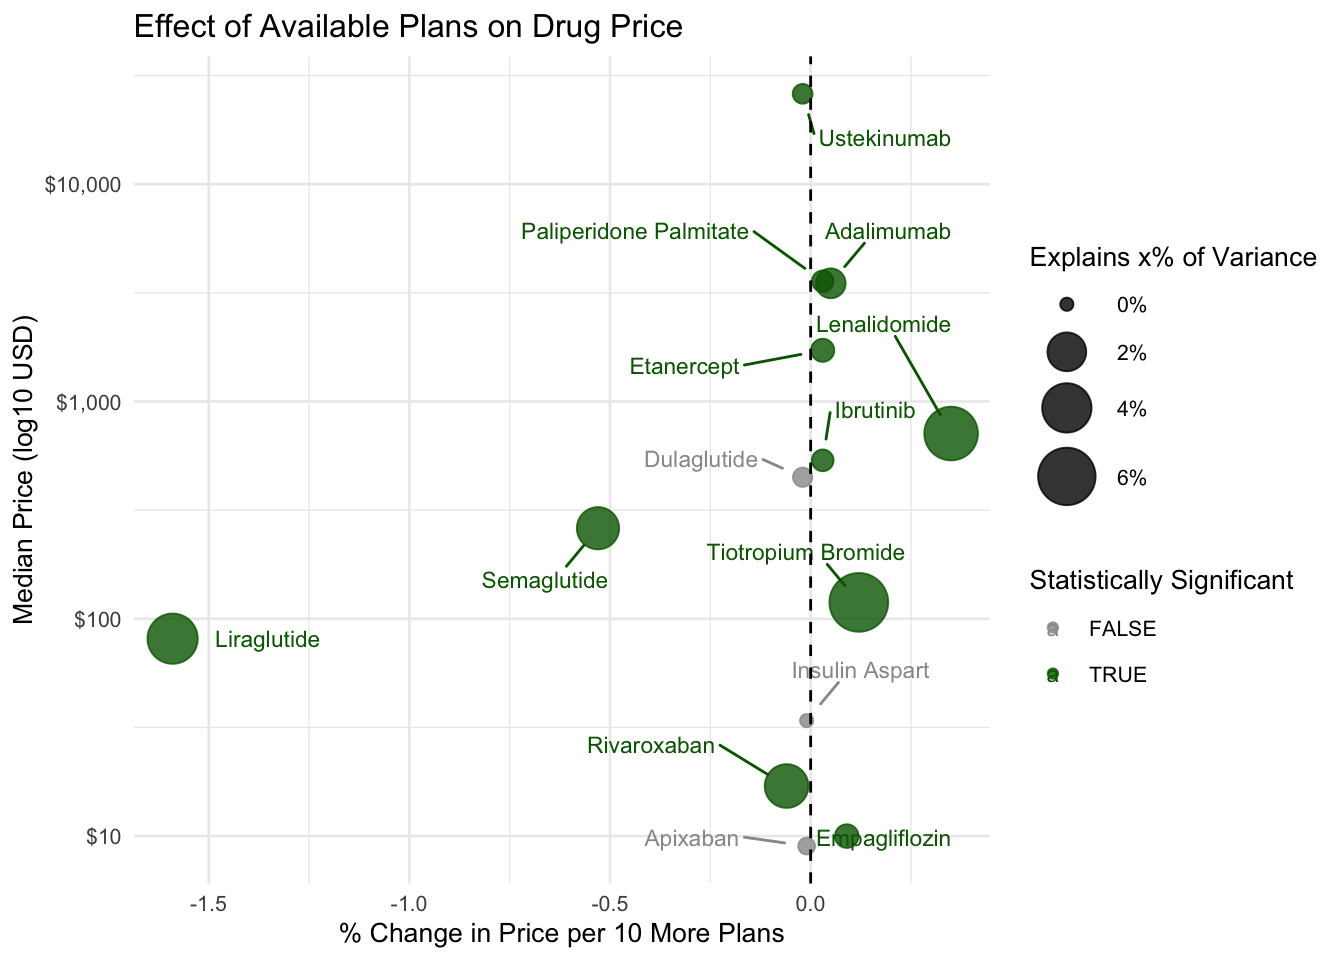 Effect of Available Plans on Drug Price
Ustekinumab
$10,000
Paliperidone Palmitate
Adalimumab
Lenalidomide
Etanercept
$1,000
Ibrutinib
Dulaglutide
Semaglutide
Tiotropium Bromide
$100
Liraglutide
Insulin Aspart
Rivaroxaban
$10
Apixaban
Empagliflozin
-1.5
-1.0
-0.5
0.0
% Change in Price per 10 More Plans
Median Price (log10 USD)
Explains x% of Variance
0%
2%
4%
6%
Statistically Significant
a FALSE
a TRUE